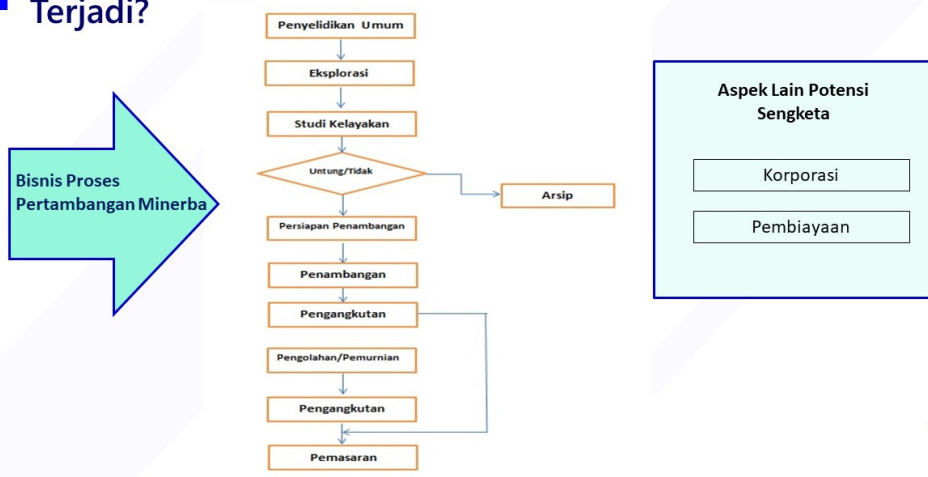 Terjadi?
Bisnis Proses
Pertambangan Minerba
Penyelidikan Umum
Eksplorasi
Studi Kelayakan
Untung/Tidak
Arsip
Persiapan Penambangan
Penambangan
Pengangkutan
Pengolahan/Pemurnian
Pengangkutan
Pemasaran
Aspek Lain Potensi
Sengketa
Korporasi
Pembiayaan